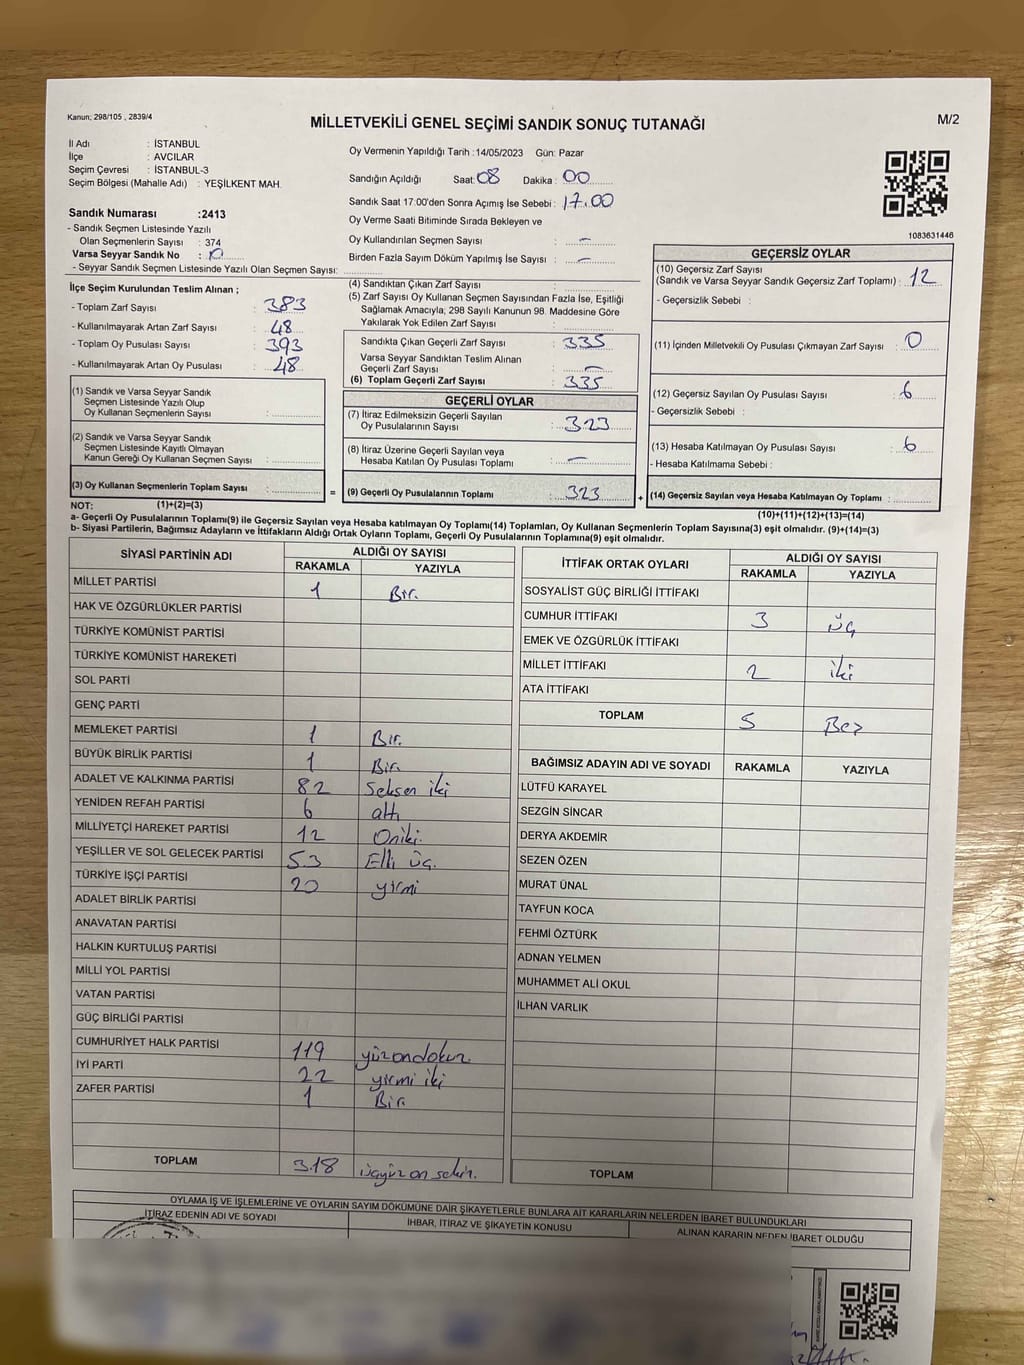 Kanun; 298/105 , 2839/4
MİLLETVEKİLİ GENEL SEÇİMİ SANDIK SONUÇ TUTANAĞI
M/2
İl Adı : İSTANBUL
İlçe : AVCILAR
Seçim Çevresi : İSTANBUL-3
Seçim Bölgesi (Mahalle Adı) : YEŞİLKENT MAH.
Sandık Numarası :2413
- Sandık Seçmen Listesinde Yazılı
Olan Seçmenlerin Sayısı : 374
Varsa Seyyar Sandık No : 0
- Seyyar Sandık Seçmen Listesinde Yazılı Olan Seçmen Sayısı:
Oy Vermenin Yapıldığı Tarih :14/05/2023 Gün: Pazar
Sandığın Açıldığı Saat: 08 Dakika : 00
Sandık Saat 17:00'den Sonra Açımış İse Sebebi : 17.00
Oy Verme Saati Bitiminde Sırada Bekleyen ve
Oy Kullandırılan Seçmen Sayısı : -
Birden Fazla Sayım Döküm Yapılmış İse Sayısı : -
1083631446
İlçe Seçim Kurulundan Teslim Alınan ;
- Toplam Zarf Sayısı : 383
- Kullanılmayarak Artan Zarf Sayısı : 48
- Toplam Oy Pusulası Sayısı : 393
- Kullanılmayarak Artan Oy Pusulası : 48
(1) Sandık ve Varsa Seyyar Sandık
Seçmen Listesinde Yazılı Olup
Oy Kullanan Seçmenlerin Sayısı :
(2) Sandık ve Varsa Seyyar Sandık
Seçmen Listesinde Kayıtlı Olmayan
Kanun Gereği Oy Kullanan Seçmen Sayısı :
(3) Oy Kullanan Seçmenlerin Toplam Sayısı :
(4) Sandıktan Çıkan Zarf Sayısı :
(5) Zarf Sayısı Oy Kullanan Seçmen Sayısından Fazla İse, Eşitliği
Sağlamak Amacıyla; 298 Sayılı Kanunun 98. Maddesine Göre
Yakılarak Yok Edilen Zarf Sayısı :
Sandıkta Çıkan Geçerli Zarf Sayısı : 335
Varsa Seyyar Sandıktan Teslim Alınan
Geçerli Zarf Sayısı : -
(6) Toplam Geçerli Zarf Sayısı : 335
GEÇERLİ OYLAR
(7) İtiraz Edilmeksizin Geçerli Sayılan
Oy Pusulalarının Sayısı : 323
(8) İtiraz Üzerine Geçerli Sayılan veya
Hesaba Katılan Oy Pusulası Toplamı : -
= (9) Geçerli Oy Pusulalarının Toplamı : 323
GEÇERSİZ OYLAR
(10) Geçersiz Zarf Sayısı
(Sandık ve Varsa Seyyar Sandık Geçersiz Zarf Toplamı) : 12
- Geçersizlik Sebebi :
(11) İçinden Milletvekili Oy Pusulası Çıkmayan Zarf Sayısı : 0
(12) Geçersiz Sayılan Oy Pusulası Sayısı : 6
- Geçersizlik Sebebi :
(13) Hesaba Katılmayan Oy Pusulası Sayısı : 6
- Hesaba Katılmama Sebebi :
+ (14) Geçersiz Sayılan veya Hesaba Katılmayan Oy Toplamı :
NOT: (1)+(2)=(3)
(10)+(11)+(12)+(13)=(14)
a- Geçerli Oy Pusulalarının Toplamı(9) ile Geçersiz Sayılan veya Hesaba katılmayan Oy Toplamı(14) Toplamları, Oy Kullanan Seçmenlerin Toplam Sayısına(3) eşit olmalıdır. (9)+(14)=(3)
b- Siyasi Partilerin, Bağımsız Adayların ve İttifakların Aldığı Ortak Oyların Toplamı, Geçerli Oy Pusulalarının Toplamına(9) eşit olmalıdır.
SİYASİ PARTİNİN ADI ALDIĞI OY SAYISI
RAKAMLA YAZIYLA
MİLLET PARTİSİ 1 Bir.
HAK VE ÖZGÜRLÜKLER PARTİSİ
TÜRKİYE KOMÜNİST PARTİSİ
TÜRKİYE KOMÜNİST HAREKETİ
SOL PARTİ
GENÇ PARTİ
MEMLEKET PARTİSİ 1 Bir.
BÜYÜK BİRLİK PARTİSİ 1 Bir.
ADALET VE KALKINMA PARTİSİ 82 Seksen iki
YENİDEN REFAH PARTİSİ 6 altı
MİLLİYETÇİ HAREKET PARTİSİ 12 Oniki.
YEŞİLLER VE SOL GELECEK PARTİSİ 53 Elli üç.
TÜRKİYE İŞÇİ PARTİSİ 20 yirmi
ADALET BİRLİK PARTİSİ
ANAVATAN PARTİSİ
HALKIN KURTULUŞ PARTİSİ
MİLLİ YOL PARTİSİ
VATAN PARTİSİ
GÜÇ BİRLİĞİ PARTİSİ
CUMHURİYET HALK PARTİSİ 119 yüzondokuz.
İYİ PARTİ 22 yirmi iki
ZAFER PARTİSİ 1 Bir.
TOPLAM 318 üçyüz on sekiz.
İTTİFAK ORTAK OYLARI ALDIĞI OY SAYISI
RAKAMLA YAZIYLA
SOSYALİST GÜÇ BİRLİĞİ İTTİFAKI
CUMHUR İTTİFAKI 3 üç
EMEK VE ÖZGÜRLÜK İTTİFAKI
MİLLET İTTİFAKI 2 iki
ATA İTTİFAKI
TOPLAM 5 Beş
BAĞIMSIZ ADAYIN ADI VE SOYADI RAKAMLA YAZIYLA
LÜTFÜ KARAYEL
SEZGİN SİNCAR
DERYA AKDEMİR
SEZEN ÖZEN
MURAT ÜNAL
TAYFUN KOCA
FEHMİ ÖZTÜRK
ADNAN YELMEN
MUHAMMET ALİ OKUL
İLHAN VARLIK
TOPLAM
OYLAMA İŞ VE İŞLEMLERİNE VE OYLARIN SAYIM DÖKÜMÜNE DAİR ŞİKAYETLERLE BUNLARA AİT KARARLARIN NELERDEN İBARET BULUNDUKLARI
İTİRAZ EDENİN ADI VE SOYADI
İHBAR, İTİRAZ VE ŞİKAYETİN KONUSU
ALINAN KARARIN NEDEN İBARET OLDUĞU